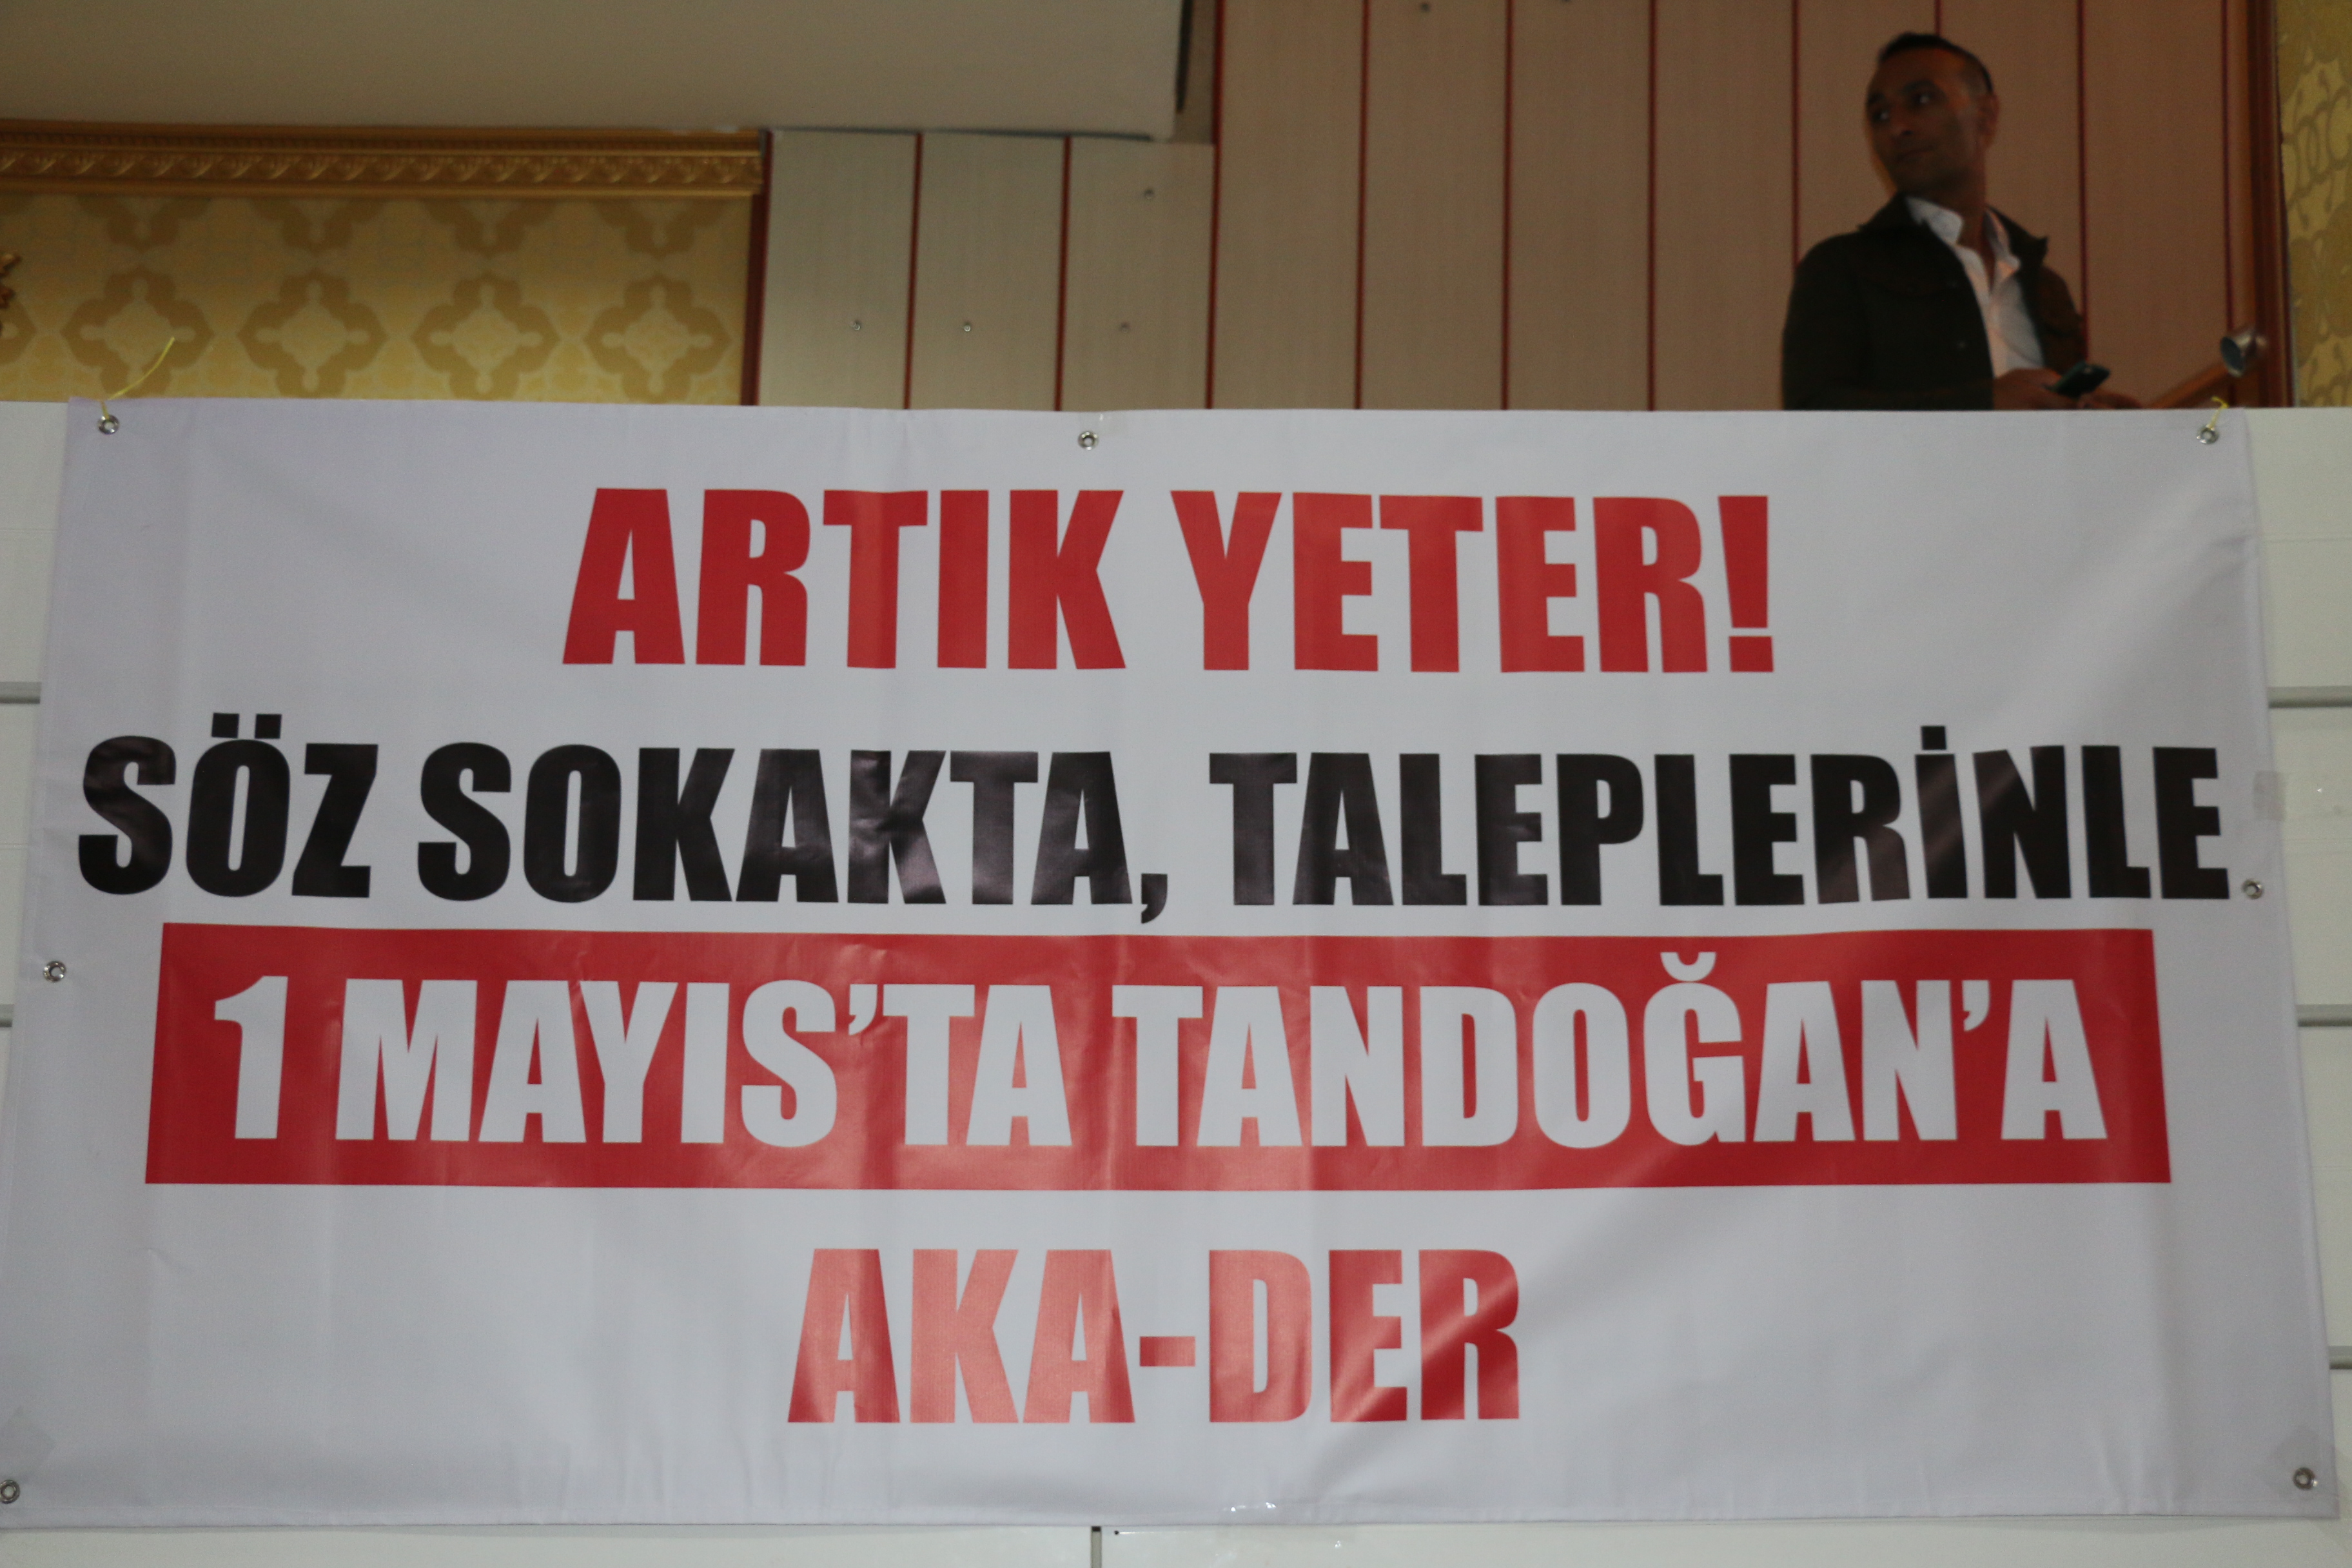 ARTIK YETER!
SÖZ SOKAKTA, TALEPLERİNLE
1 MAYIS'TA TANDOĞAN'A
AKA-DER